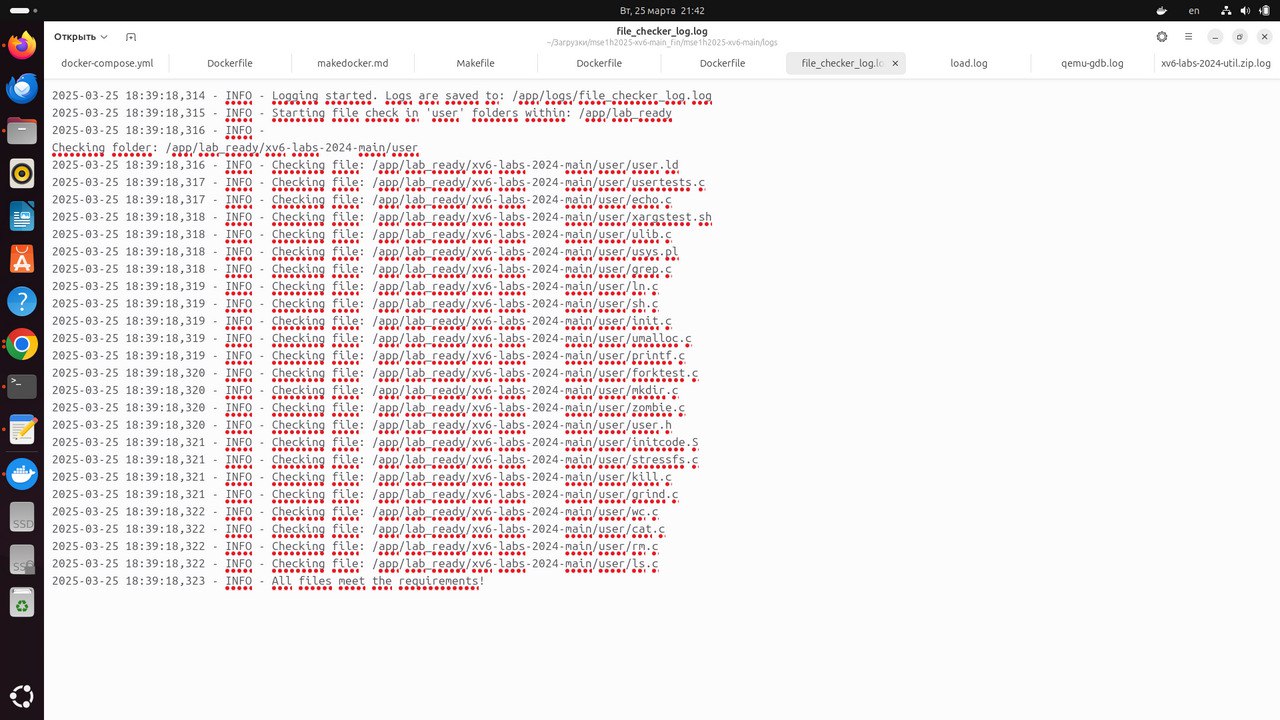 Вт, 25 марта 21:42
en
Открыть
file_checker_log.log
~/Загрузки/mse1h2025-xv6-main_fin/mse1h2025-xv6-main/logs
docker-compose.yml
Dockerfile
makedocker.md
Makefile
Dockerfile
Dockerfile
file_checker_log.lo
load.log
qemu-gdb.log
xv6-labs-2024-util.zip.log
2025-03-25 18:39:18,314 - INFO - Logging started. Logs are saved to: /app/logs/file_checker_log.log
2025-03-25 18:39:18,315 - INFO - Starting file check in 'user' folders within: /app/lab_ready
2025-03-25 18:39:18,316 - INFO -
Checking folder: /app/lab_ready/xv6-labs-2024-main/user
2025-03-25 18:39:18,316 - INFO - Checking file: /app/lab_ready/xv6-labs-2024-main/user/user.ld
2025-03-25 18:39:18,317 - INFO - Checking file: /app/lab_ready/xv6-labs-2024-main/user/usertests.c
2025-03-25 18:39:18,317 - INFO - Checking file: /app/lab_ready/xv6-labs-2024-main/user/echo.c
2025-03-25 18:39:18,318 - INFO - Checking file: /app/lab_ready/xv6-labs-2024-main/user/xargstest.sh
2025-03-25 18:39:18,318 - INFO - Checking file: /app/lab_ready/xv6-labs-2024-main/user/ulib.c
2025-03-25 18:39:18,318 - INFO - Checking file: /app/lab_ready/xv6-labs-2024-main/user/usys.pl
2025-03-25 18:39:18,318 - INFO - Checking file: /app/lab_ready/xv6-labs-2024-main/user/grep.c
2025-03-25 18:39:18,319 - INFO - Checking file: /app/lab_ready/xv6-labs-2024-main/user/ln.c
2025-03-25 18:39:18,319 - INFO - Checking file: /app/lab_ready/xv6-labs-2024-main/user/sh.c
2025-03-25 18:39:18,319 - INFO - Checking file: /app/lab_ready/xv6-labs-2024-main/user/init.c
2025-03-25 18:39:18,319 - INFO - Checking file: /app/lab_ready/xv6-labs-2024-main/user/umalloc.c
2025-03-25 18:39:18,319 - INFO - Checking file: /app/lab_ready/xv6-labs-2024-main/user/printf.c
2025-03-25 18:39:18,320 - INFO - Checking file: /app/lab_ready/xv6-labs-2024-main/user/forktest.c
2025-03-25 18:39:18,320 - INFO - Checking file: /app/lab_ready/xv6-labs-2024-main/user/mkdir.c
2025-03-25 18:39:18,320 - INFO - Checking file: /app/lab_ready/xv6-labs-2024-main/user/zombie.c
2025-03-25 18:39:18,320 - INFO - Checking file: /app/lab_ready/xv6-labs-2024-main/user/user.h
2025-03-25 18:39:18,321 - INFO - Checking file: /app/lab_ready/xv6-labs-2024-main/user/initcode.S
2025-03-25 18:39:18,321 - INFO - Checking file: /app/lab_ready/xv6-labs-2024-main/user/stressfs.c
2025-03-25 18:39:18,321 - INFO - Checking file: /app/lab_ready/xv6-labs-2024-main/user/kill.c
2025-03-25 18:39:18,321 - INFO - Checking file: /app/lab_ready/xv6-labs-2024-main/user/grind.c
2025-03-25 18:39:18,322 - INFO - Checking file: /app/lab_ready/xv6-labs-2024-main/user/wc.c
2025-03-25 18:39:18,322 - INFO - Checking file: /app/lab_ready/xv6-labs-2024-main/user/cat.c
2025-03-25 18:39:18,322 - INFO - Checking file: /app/lab_ready/xv6-labs-2024-main/user/rm.c
2025-03-25 18:39:18,322 - INFO - Checking file: /app/lab_ready/xv6-labs-2024-main/user/ls.c
2025-03-25 18:39:18,323 - INFO - All files meet the requirements!
SSD
SSD